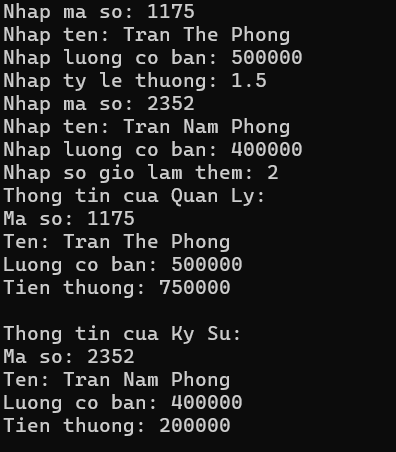 Nhap ma so: 1175
Nhap ten: Tran The Phong
Nhap luong co ban: 500000
Nhap ty le thuong: 1.5
Nhap ma so: 2352
Nhap ten: Tran Nam Phong
Nhap luong co ban: 400000
Nhap so gio lam them: 2
Thong tin cua Quan Ly:
Ma so: 1175
Ten: Tran The Phong
Luong co ban: 500000
Tien thuong: 750000
Thong tin cua Ky Su:
Ma so: 2352
Ten: Tran Nam Phong
Luong co ban: 400000
Tien thuong: 200000